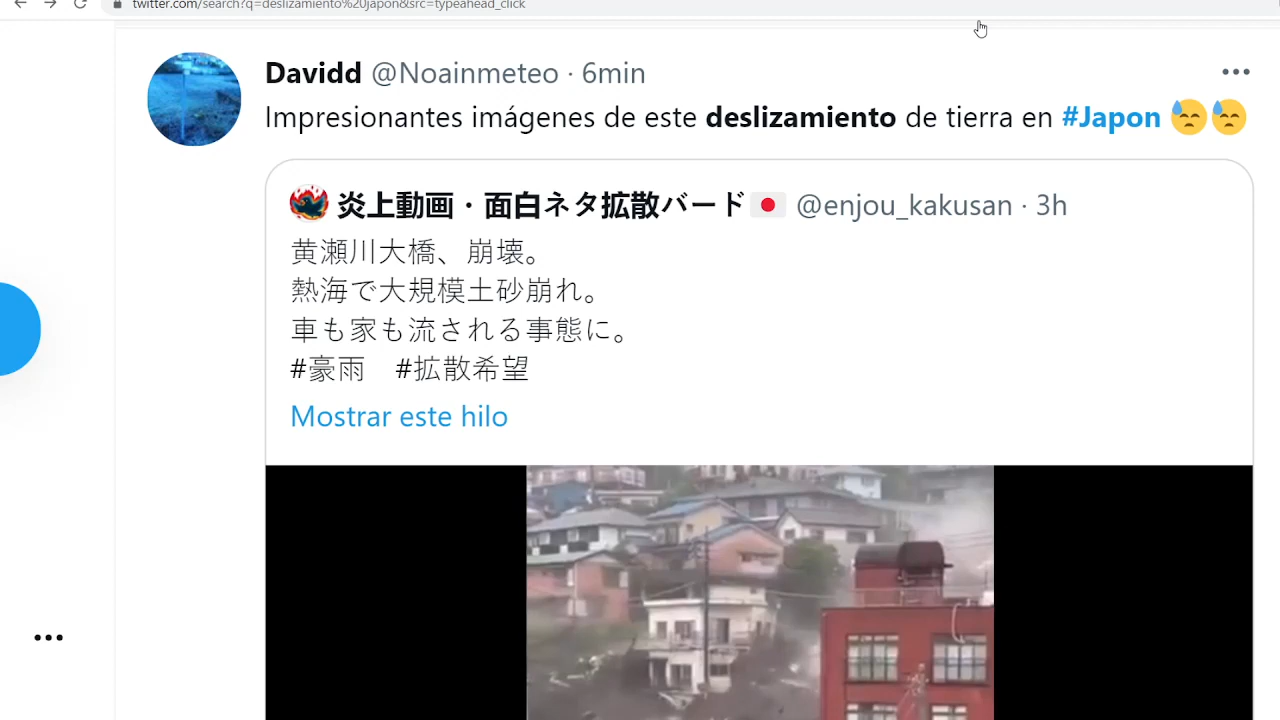 twitter.com/search?q=deslizamiento%20japon&src=typeahead_click
Davidd @Noainmeteo · 6min
Impresionantes imágenes de este deslizamiento de tierra en #Japon 😓😓
炎上動画・面白ネタ拡散バード🇯🇵 @enjou_kakusan · 3h
黄瀬川大橋、崩壊。
熱海で大規模土砂崩れ。
車も家も流される事態に。
#豪雨 #拡散希望
Mostrar este hilo